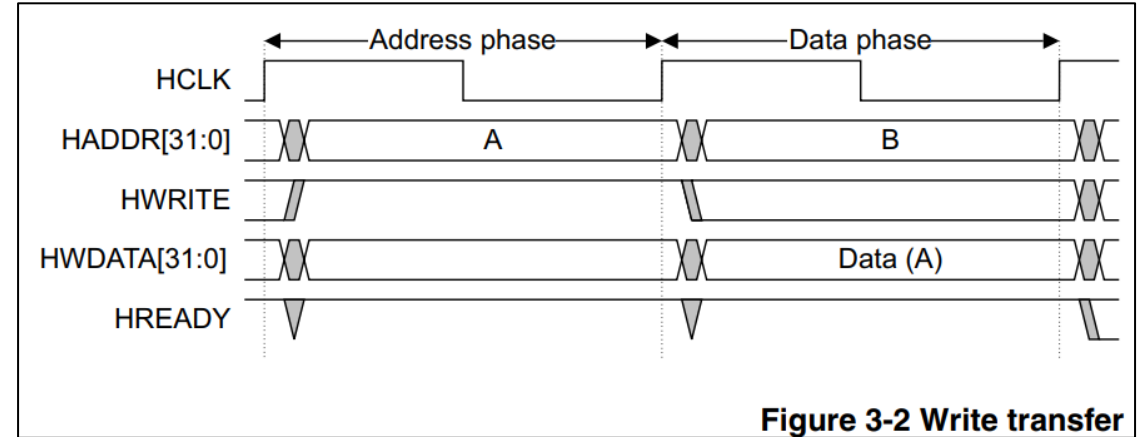 Address phase Data phase
HCLK
HADDR[31:0] A B
HWRITE
HWDATA[31:0] Data (A)
HREADY
Figure 3-2 Write transfer